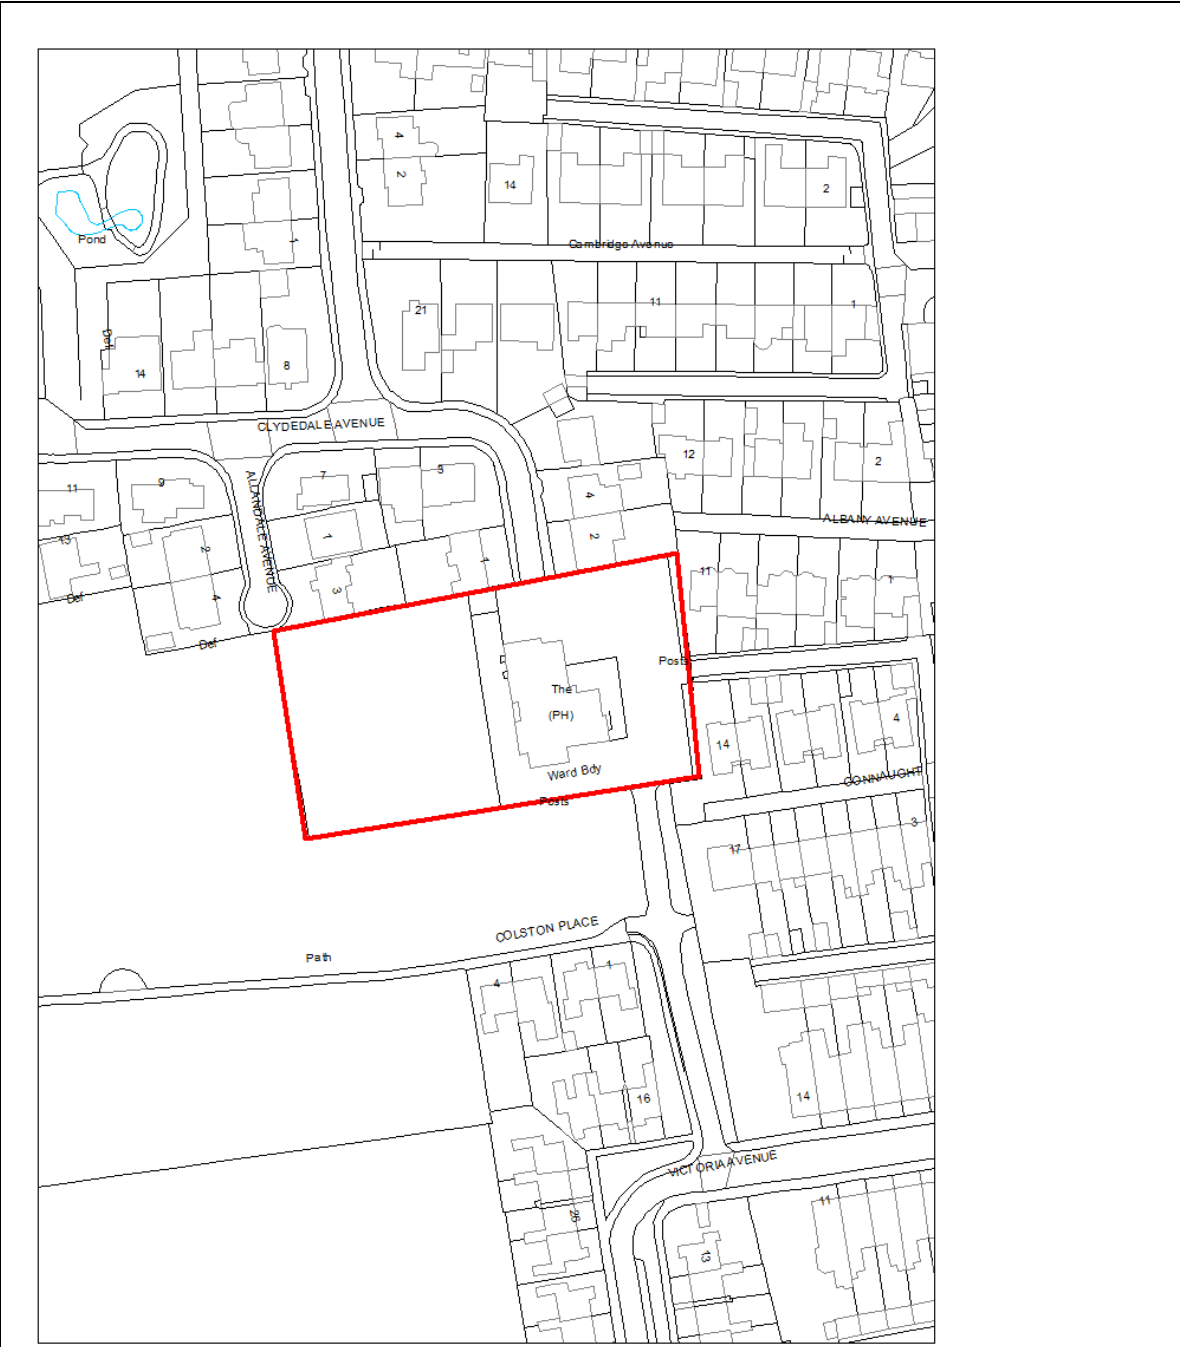 4
2
14
2
Pond
1
Cambridge Avenue
21
11
1
Def
14
8
CLYDEDALE AVENUE
12
2
11
9
7
3
4
ALLANDALE AVENUE
ALBANY AVENUE
13
2
1
2
1
11
1
Def
4
3
Def
Posts
The
(PH)
14
4
Ward Bdy
CONNAUGHT
Posts
3
17
COLSTON PLACE
Path
4
1
16
14
VICTORIA AVENUE
26
11
13